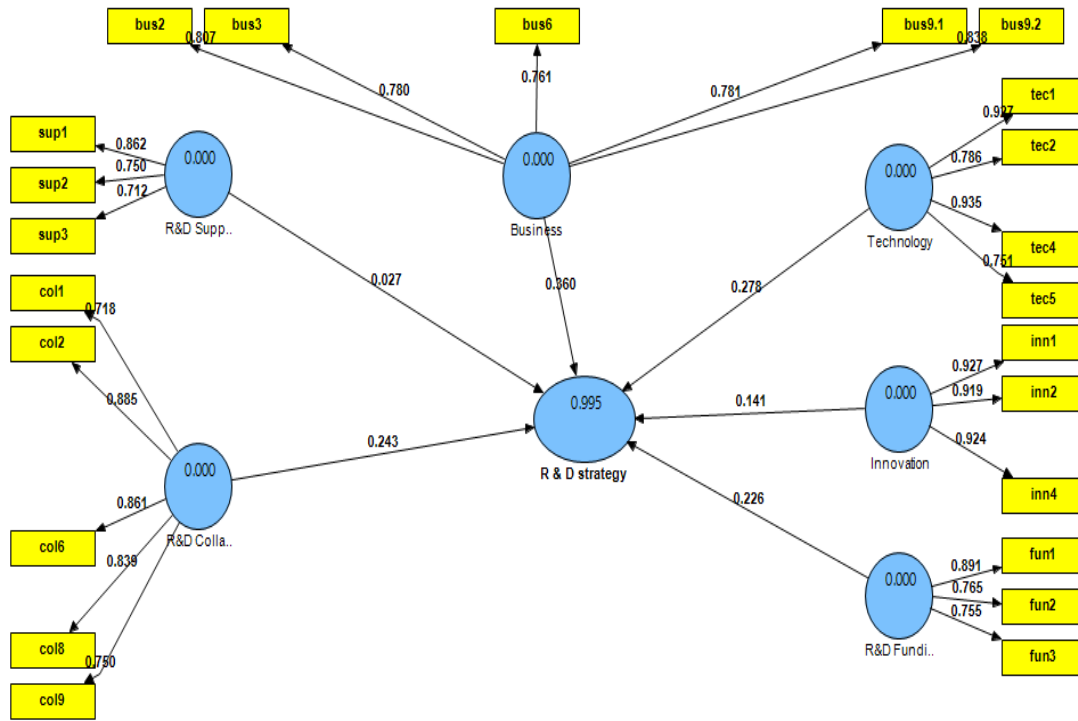 bus2
bus3
bus6
bus9.1
bus9.2
0.807
0.780
0.761
0.781
0.838
sup1
sup2
sup3
0.862
0.750
0.712
0.000
R&D Supp..
0.000
Business
tec1
tec2
tec4
tec5
0.927
0.786
0.935
0.751
0.000
Technology
0.027
0.360
0.278
col1
col2
col6
col8
col9
0.718
0.885
0.861
0.839
0.750
0.000
R&D Colla..
0.243
0.995
R & D strategy
0.141
0.226
0.000
Innovation
inn1
inn2
inn4
0.927
0.919
0.924
0.000
R&D Fundi..
fun1
fun2
fun3
0.891
0.765
0.755